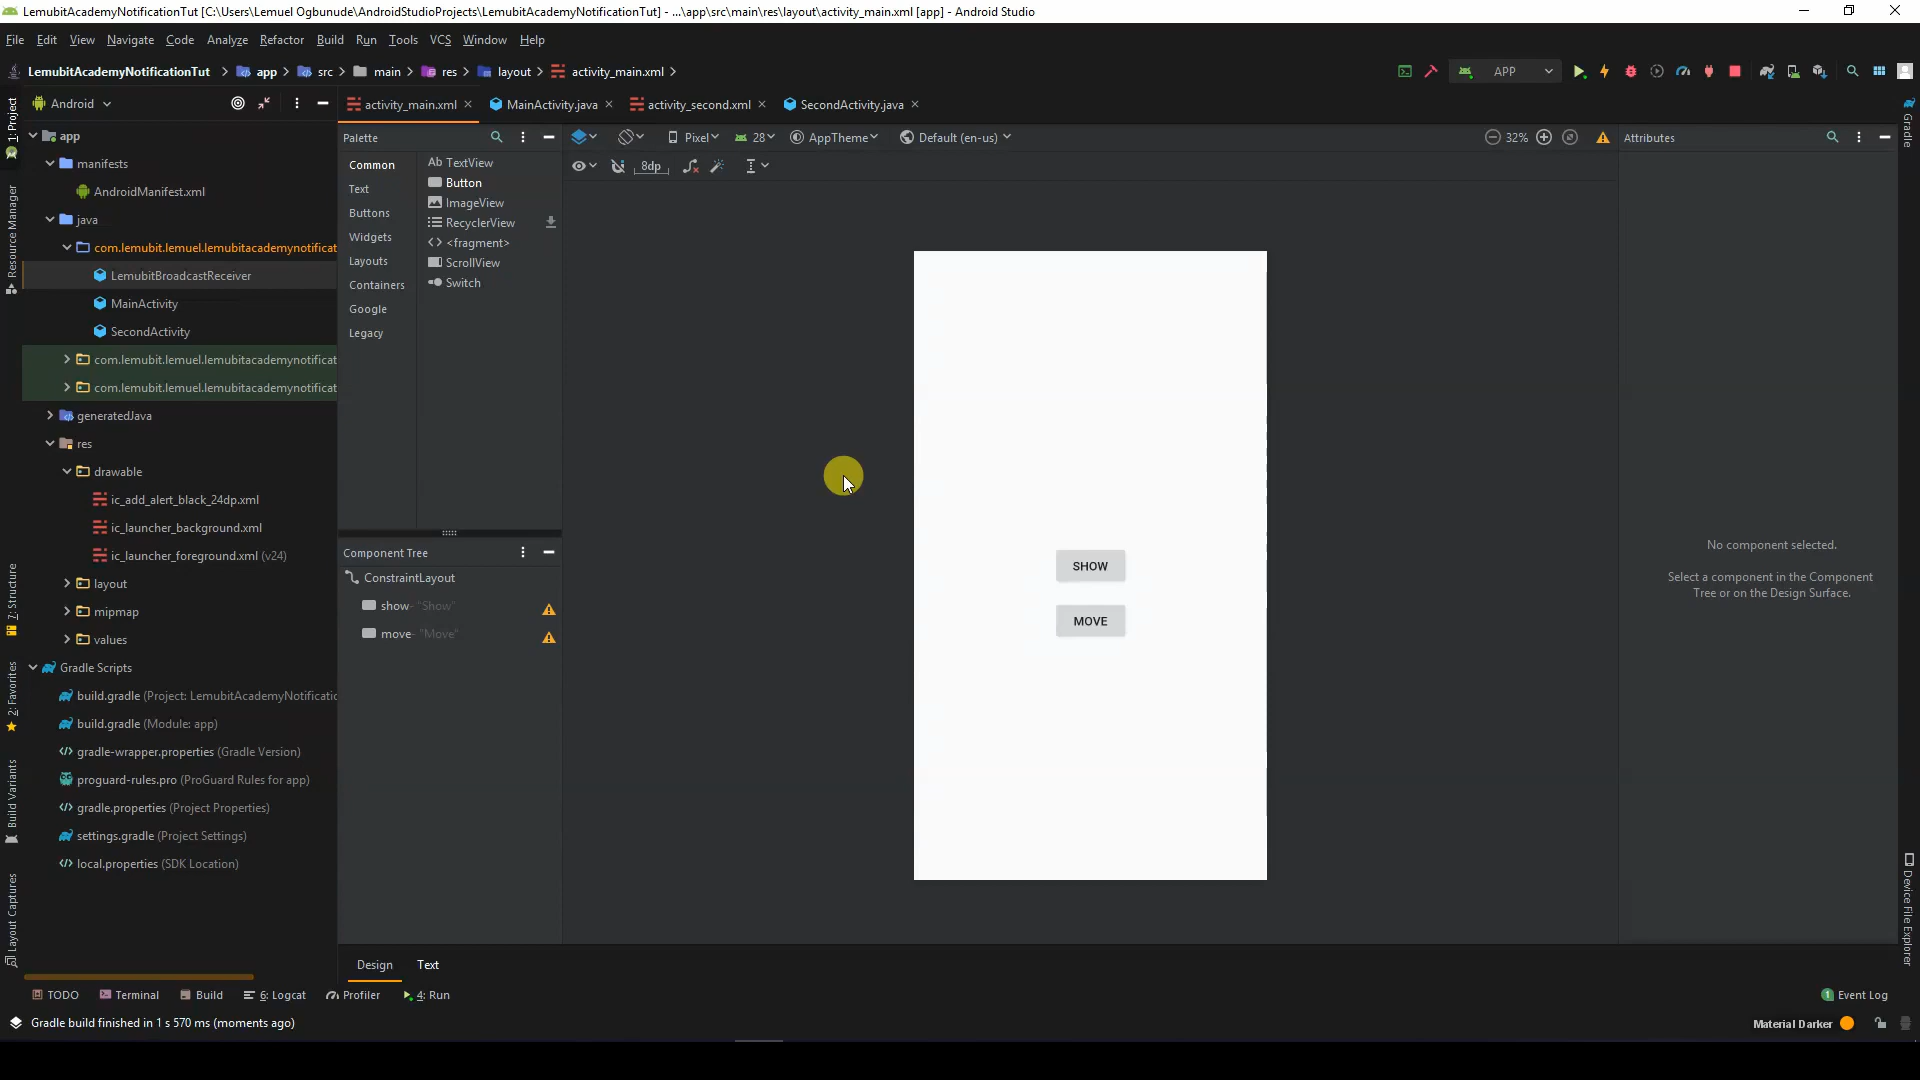 LemubitAcademyNotificationTut [C:\Users\Lemuel Ogbunude\AndroidStudioProjects\LemubitAcademyNotificationTut] - ...\app\src\main\res\layout\activity_main.xml [app] - Android Studio
File Edit View Navigate Code Analyze Refactor Build Run Tools VCS Window Help
LemubitAcademyNotificationTut app src main res layout activity_main.xml APP
Android
activity_main.xml MainActivity.java activity_second.xml SecondActivity.java
1: Project
Resource Manager
7: Structure
2: Favorites
Build Variants
Layout Captures
app
manifests
AndroidManifest.xml
java
com.lemubit.lemuel.lemubitacademynotificat
LemubitBroadcastReceiver
MainActivity
SecondActivity
com.lemubit.lemuel.lemubitacademynotificat
com.lemubit.lemuel.lemubitacademynotificat
generatedJava
res
drawable
ic_add_alert_black_24dp.xml
ic_launcher_background.xml
ic_launcher_foreground.xml (v24)
layout
mipmap
values
Gradle Scripts
build.gradle (Project: LemubitAcademyNotificatio
build.gradle (Module: app)
gradle-wrapper.properties (Gradle Version)
proguard-rules.pro (ProGuard Rules for app)
gradle.properties (Project Properties)
settings.gradle (Project Settings)
local.properties (SDK Location)
Palette
Common
Text
Buttons
Widgets
Layouts
Containers
Google
Legacy
Ab TextView
Button
ImageView
RecyclerView
<fragment>
ScrollView
Switch
Component Tree
ConstraintLayout
show- "Show"
move- "Move"
Pixel 28 AppTheme Default (en-us) 32%
8dp
SHOW
MOVE
Attributes
No component selected.
Select a component in the Component
Tree or on the Design Surface.
Gradle
Device File Explorer
Design Text
TODO Terminal Build 6: Logcat Profiler 4: Run 1 Event Log
Gradle build finished in 1 s 570 ms (moments ago) Material Darker